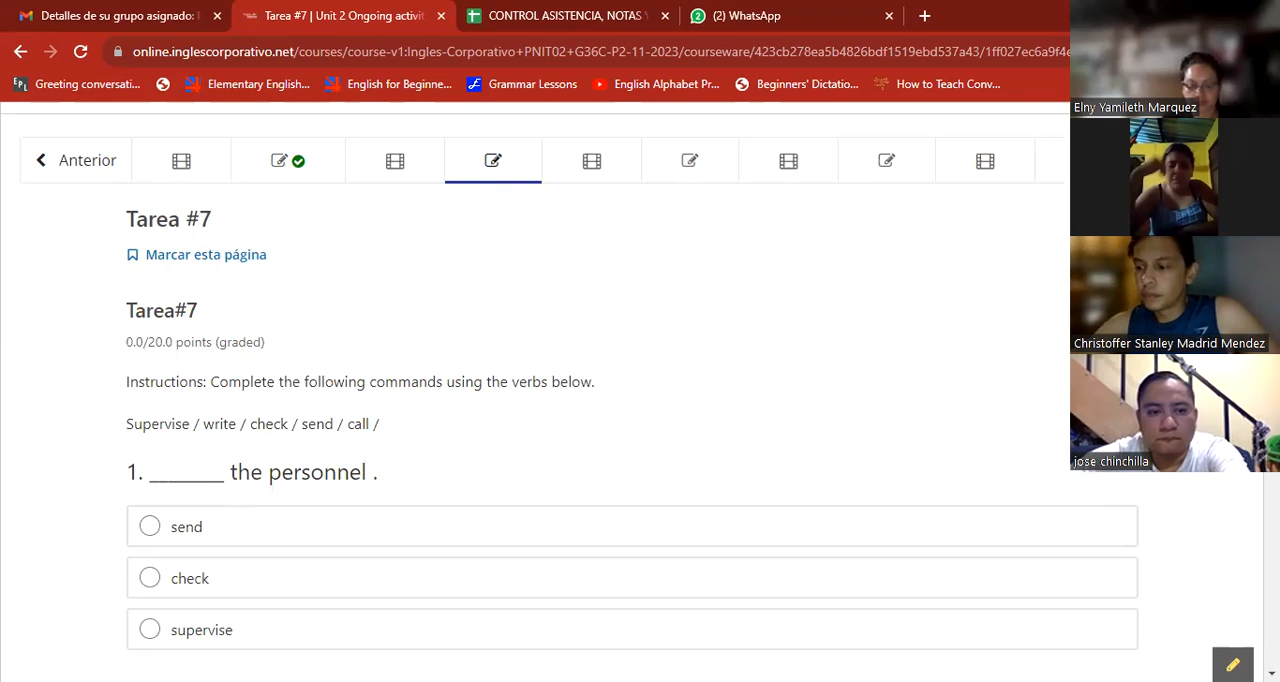 Detalles de su grupo asignado: I
Tarea #7 | Unit 2 Ongoing activit
CONTROL ASISTENCIA, NOTAS Y
(2) WhatsApp
online.inglescorporativo.net/courses/course-v1:Ingles-Corporativo+PNIT02+G36C-P2-11-2023/courseware/423cb278ea5b4826bdf1519ebd537a43/1ff027ec6a9f4e
EPL Greeting conversati...
Elementary English...
English for Beginne...
Grammar Lessons
English Alphabet Pr...
Beginners' Dictatio...
How to Teach Conv...
Elny Yamileth Marquez
Christoffer Stanley Madrid Mendez
jose chinchilla
Anterior
Tarea #7
Marcar esta página
Tarea#7
0.0/20.0 points (graded)
Instructions: Complete the following commands using the verbs below.
Supervise / write / check / send / call /
1. _______ the personnel .
send
check
supervise